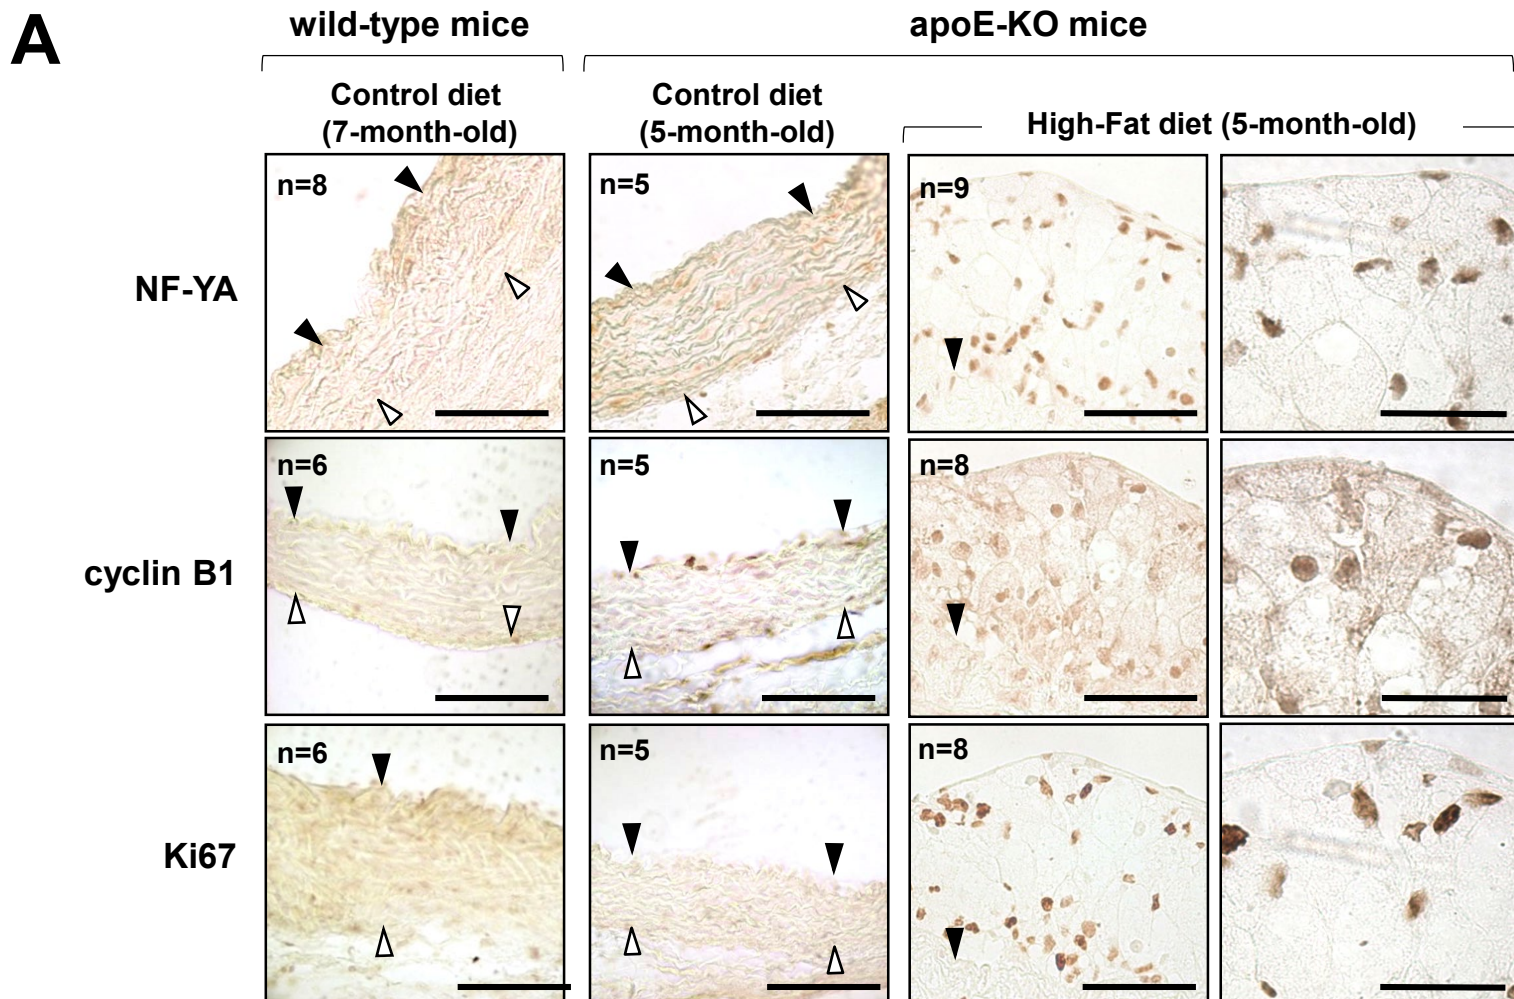 A
wild-type mice
apoE-KO mice
Control diet
(7-month-old)
Control diet
(5-month-old)
High-Fat diet (5-month-old)
NF-YA
n=8
n=5
n=9
cyclin B1
n=6
n=5
n=8
Ki67
n=6
n=5
n=8